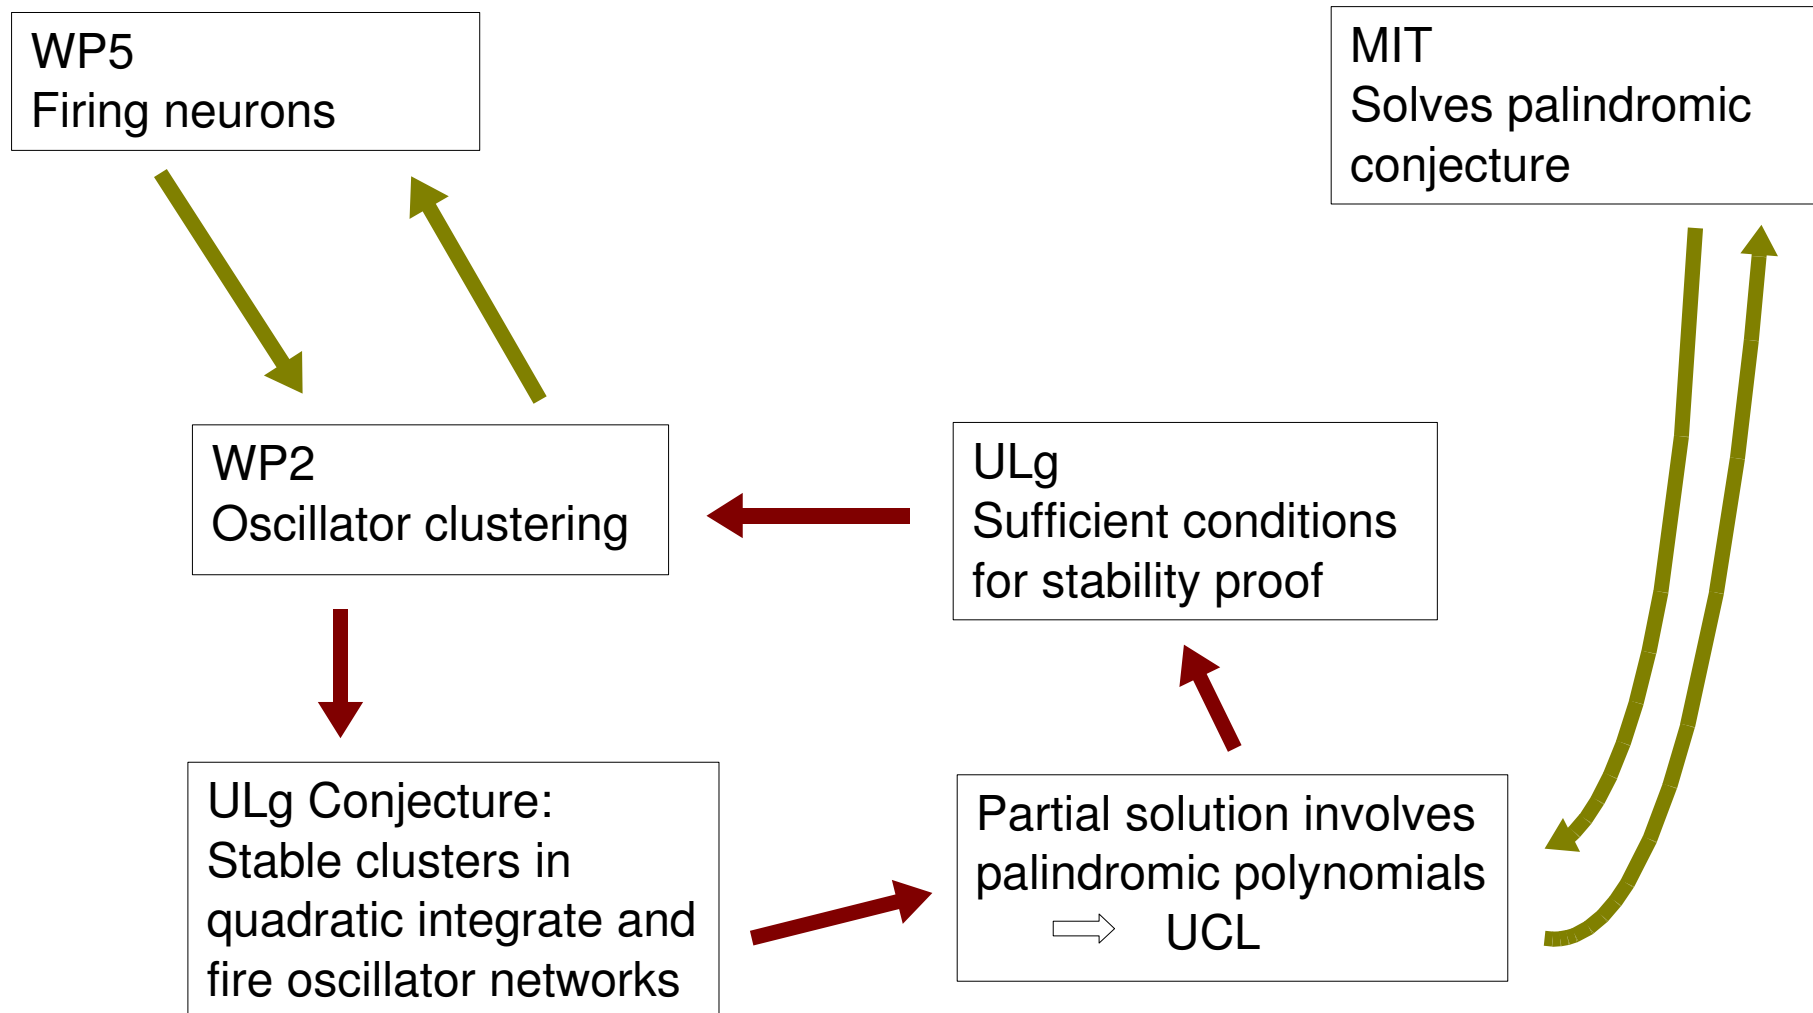 WP5
Firing neurons
MIT
Solves palindromic
conjecture
WP2
Oscillator clustering
ULg
Sufficient conditions
for stability proof
ULg Conjecture:
Stable clusters in
quadratic integrate and
fire oscillator networks
Partial solution involves
palindromic polynomials
UCL